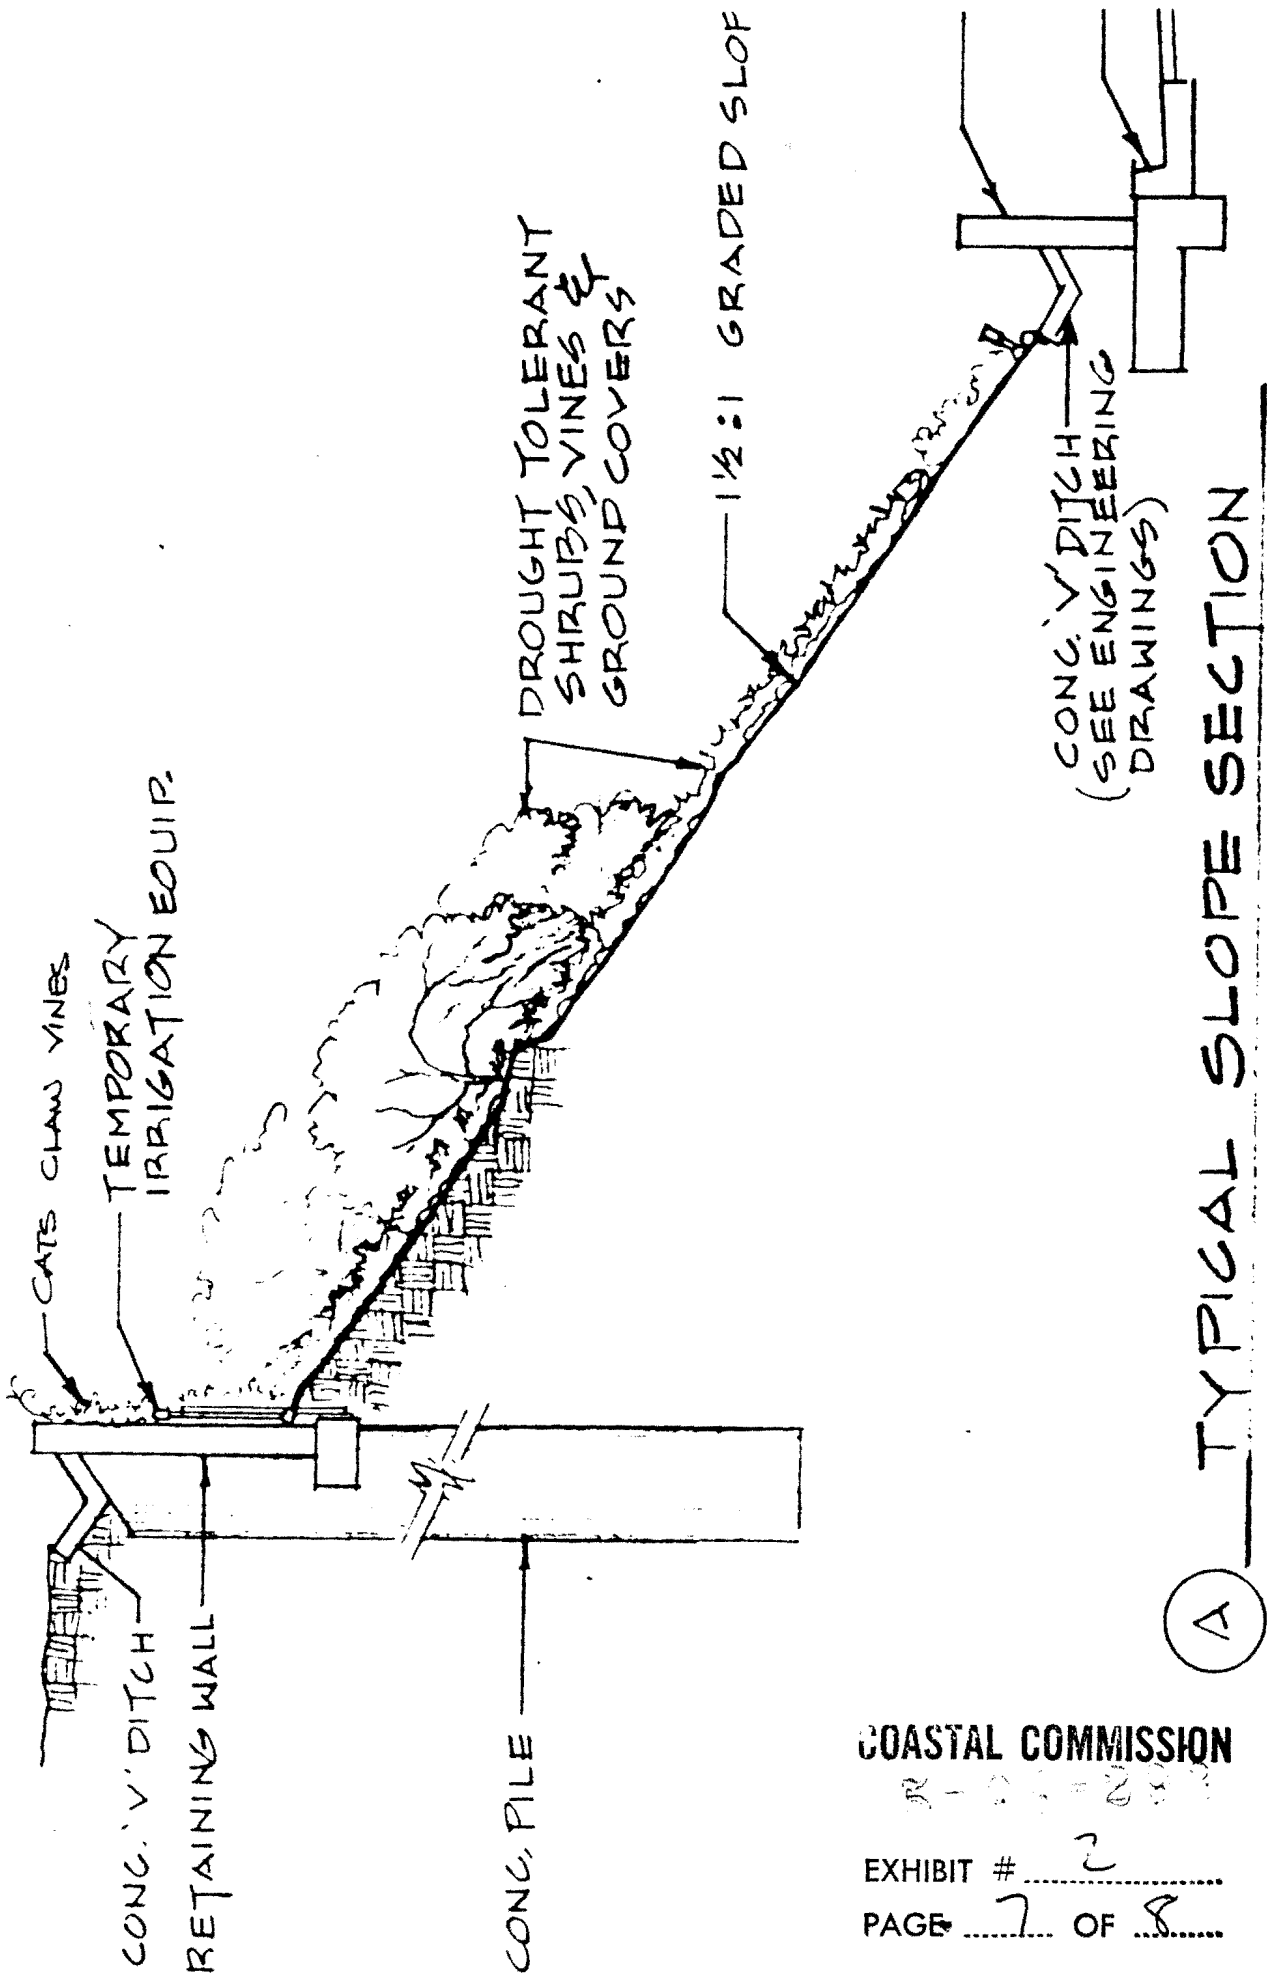 CATS CLAW VINES
TEMPORARY
IRRIGATION EQUIP.
DROUGHT TOLERANT
SHRUBS, VINES &
GROUND COVERS
1½:1 GRADED SLOP
CONC. 'V' DITCH
RETAINING WALL
CONC. PILE
CONC. 'V' DITCH
(SEE ENGINEERING
DRAWINGS)
A
TYPICAL SLOPE SECTION
COASTAL COMMISSION
EXHIBIT # 2
PAGE 7 OF 8